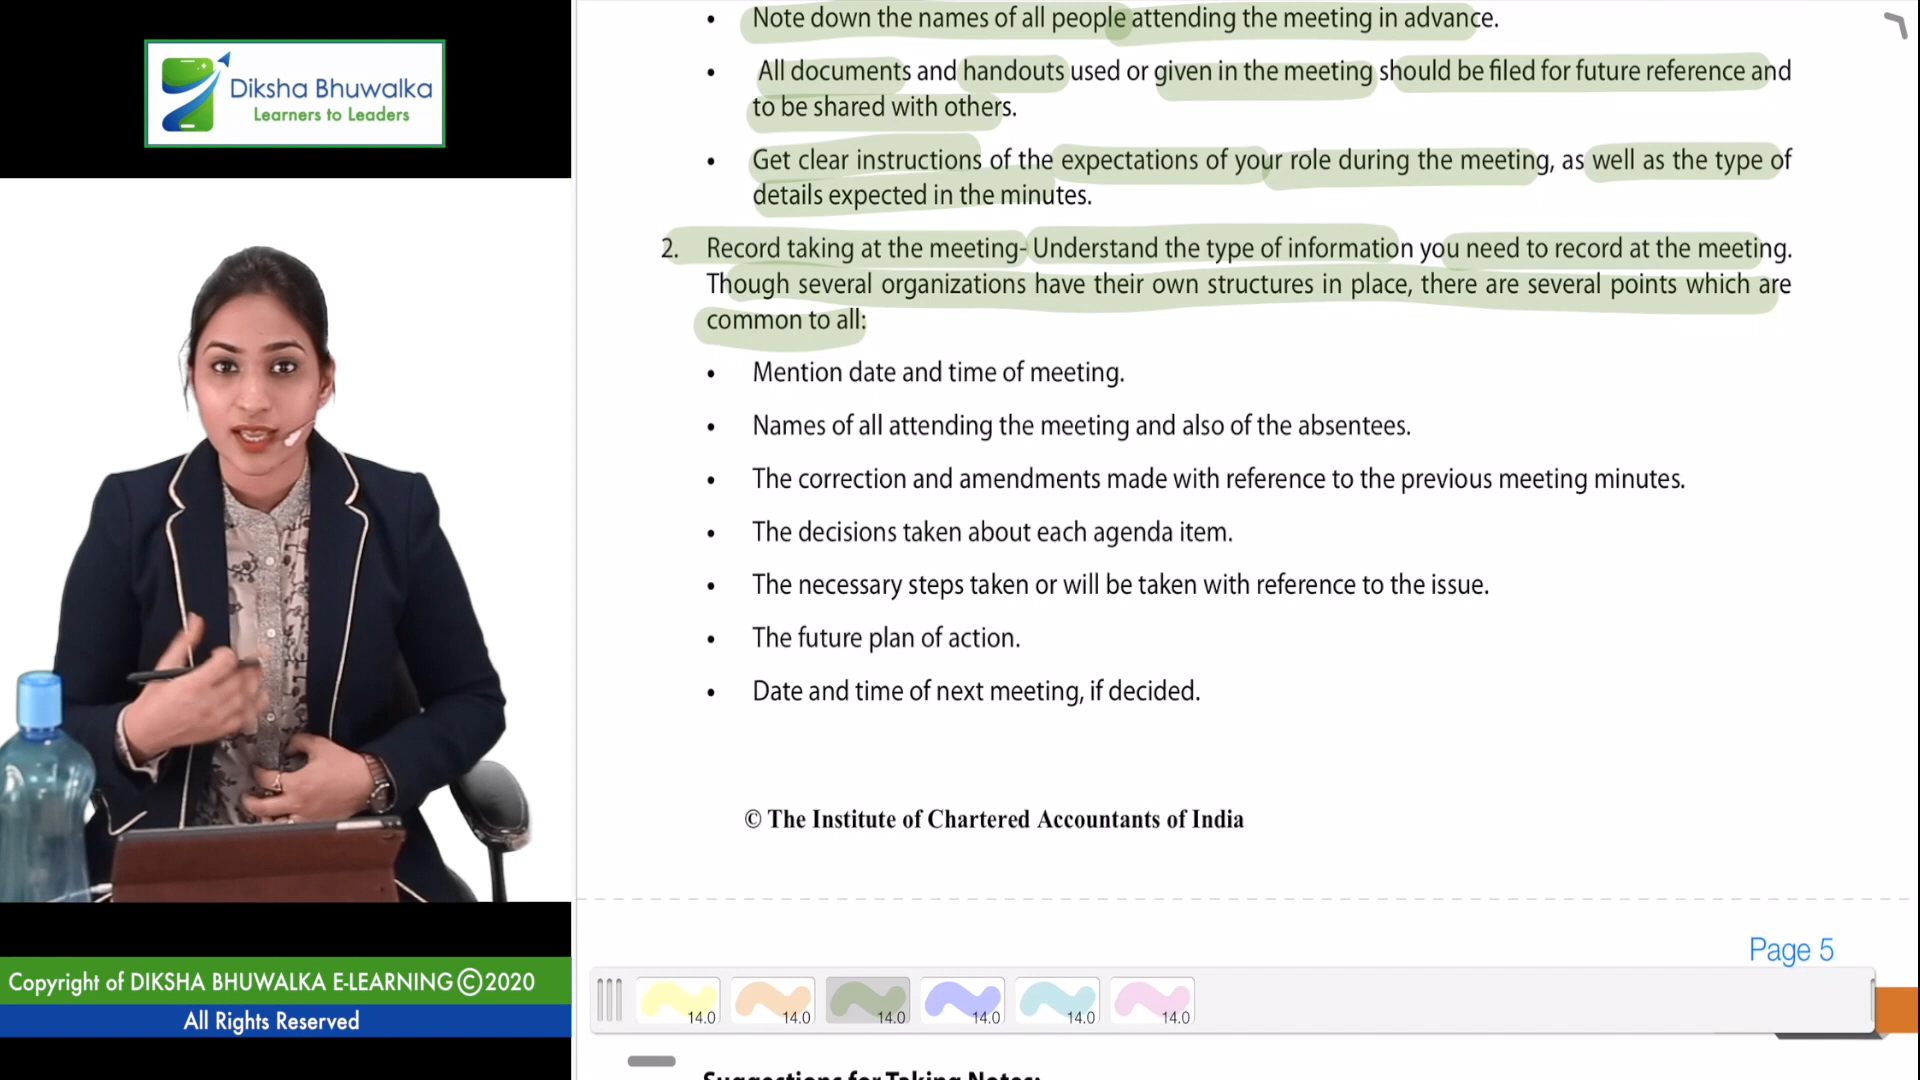 Diksha Bhuwalka
Learners to Leaders
• Note down the names of all people attending the meeting in advance.
• All documents and handouts used or given in the meeting should be filed for future reference and
to be shared with others.
• Get clear instructions of the expectations of your role during the meeting, as well as the type of
details expected in the minutes.
2. Record taking at the meeting- Understand the type of information you need to record at the meeting.
Though several organizations have their own structures in place, there are several points which are
common to all:
• Mention date and time of meeting.
• Names of all attending the meeting and also of the absentees.
• The correction and amendments made with reference to the previous meeting minutes.
• The decisions taken about each agenda item.
• The necessary steps taken or will be taken with reference to the issue.
• The future plan of action.
• Date and time of next meeting, if decided.
© The Institute of Chartered Accountants of India
Page 5
14.0 14.0 14.0 14.0 14.0 14.0
Suggestions for Taking Notes:
Copyright of DIKSHA BHUWALKA E-LEARNING © 2020
All Rights Reserved